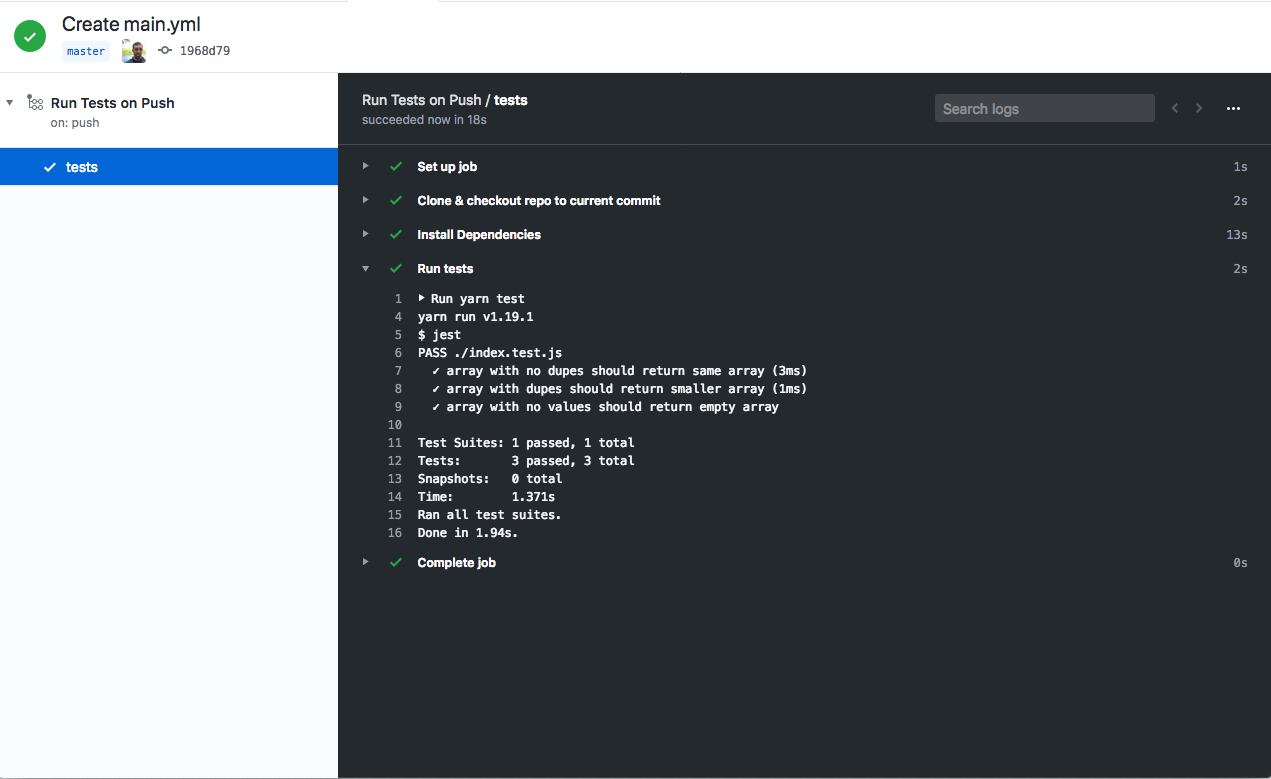 Create main.yml
master 1968d79
Run Tests on Push
on: push
tests
Run Tests on Push / tests
succeeded now in 18s
Search logs
Set up job 1s
Clone & checkout repo to current commit 2s
Install Dependencies 13s
Run tests 2s
1 Run yarn test
4 yarn run v1.19.1
5 $ jest
6 PASS ./index.test.js
7 ✓ array with no dupes should return same array (3ms)
8 ✓ array with dupes should return smaller array (1ms)
9 ✓ array with no values should return empty array
10
11 Test Suites: 1 passed, 1 total
12 Tests: 3 passed, 3 total
13 Snapshots: 0 total
14 Time: 1.371s
15 Ran all test suites.
16 Done in 1.94s.
Complete job 0s